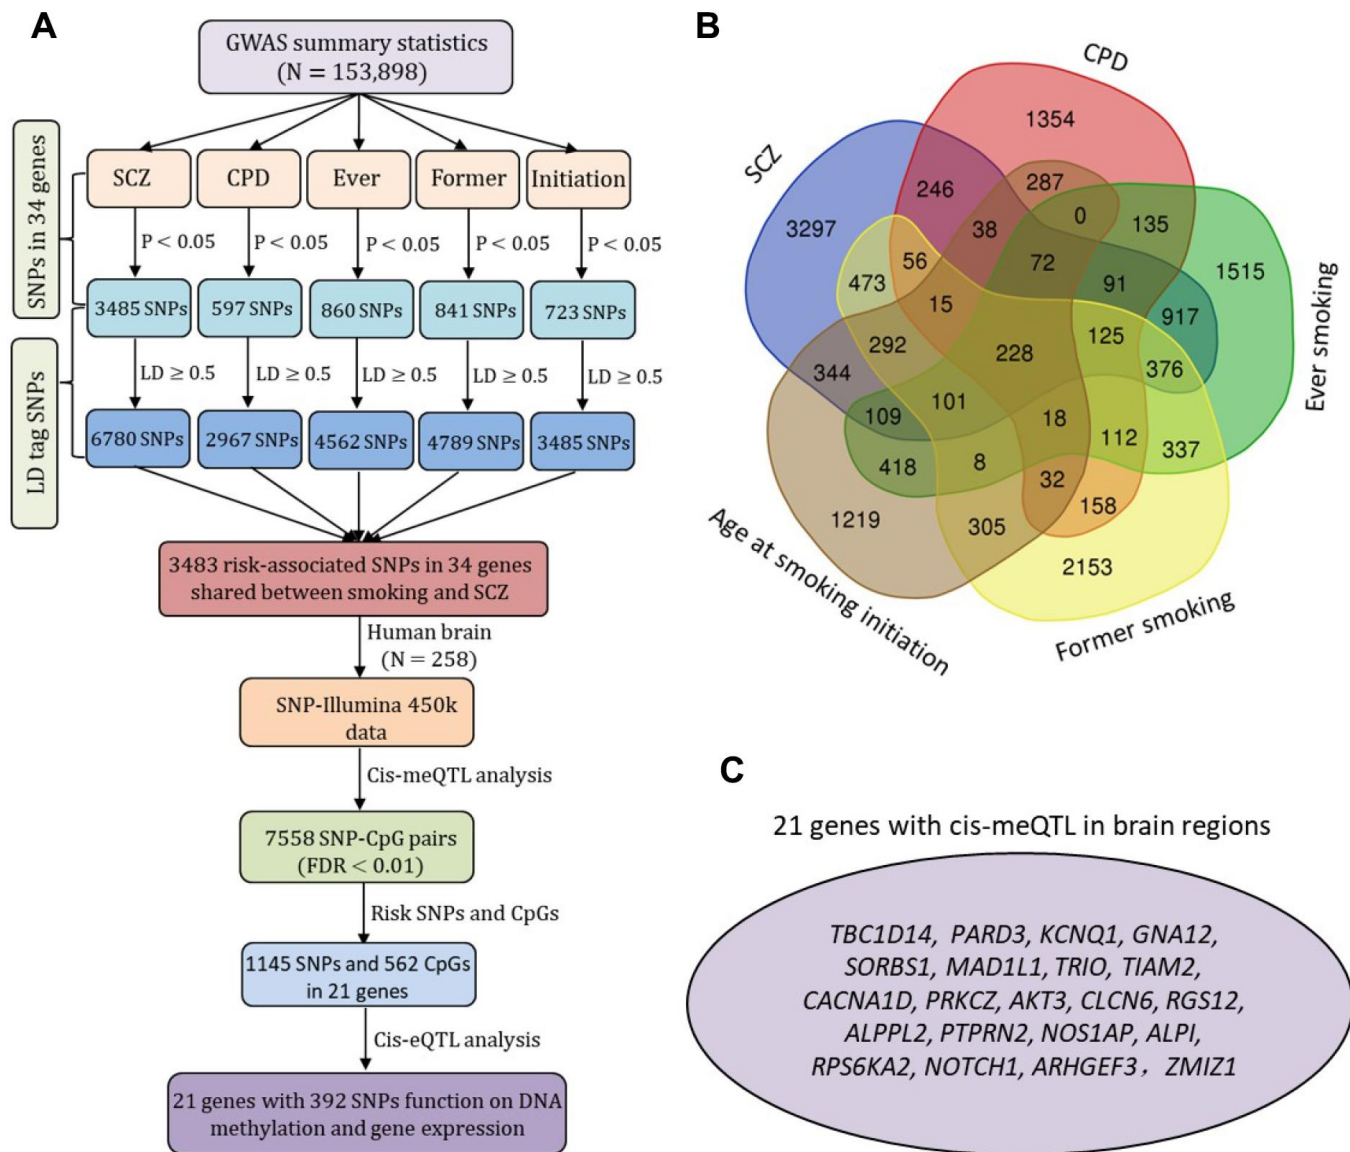 A
GWAS summary statistics
(N = 153,898)
SNPs in 34 genes
SCZ
CPD
Ever
Former
Initiation
P < 0.05
P < 0.05
P < 0.05
P < 0.05
P < 0.05
3485 SNPs
597 SNPs
860 SNPs
841 SNPs
723 SNPs
LD tag SNPs
LD ≥ 0.5
LD ≥ 0.5
LD ≥ 0.5
LD ≥ 0.5
LD ≥ 0.5
6780 SNPs
2967 SNPs
4562 SNPs
4789 SNPs
3485 SNPs
3483 risk-associated SNPs in 34 genes
shared between smoking and SCZ
Human brain
(N = 258)
SNP-Illumina 450k
data
Cis-meQTL analysis
7558 SNP-CpG pairs
(FDR < 0.01)
Risk SNPs and CpGs
1145 SNPs and 562 CpGs
in 21 genes
Cis-eQTL analysis
21 genes with 392 SNPs function on DNA
methylation and gene expression
B
CPD
SCZ
Ever smoking
Former smoking
Age at smoking initiation
1354
246
287
0
135
3297
38
56
72
91
1515
473
15
917
125
292
228
376
344
101
109
18
112
337
418
8
32
158
1219
305
2153
C
21 genes with cis-meQTL in brain regions
TBC1D14, PARD3, KCNQ1, GNA12,
SORBS1, MAD1L1, TRIO, TIAM2,
CACNA1D, PRKCZ, AKT3, CLCN6, RGS12,
ALPPL2, PTPRN2, NOS1AP, ALPI,
RPS6KA2, NOTCH1, ARHGEF3，ZMIZ1